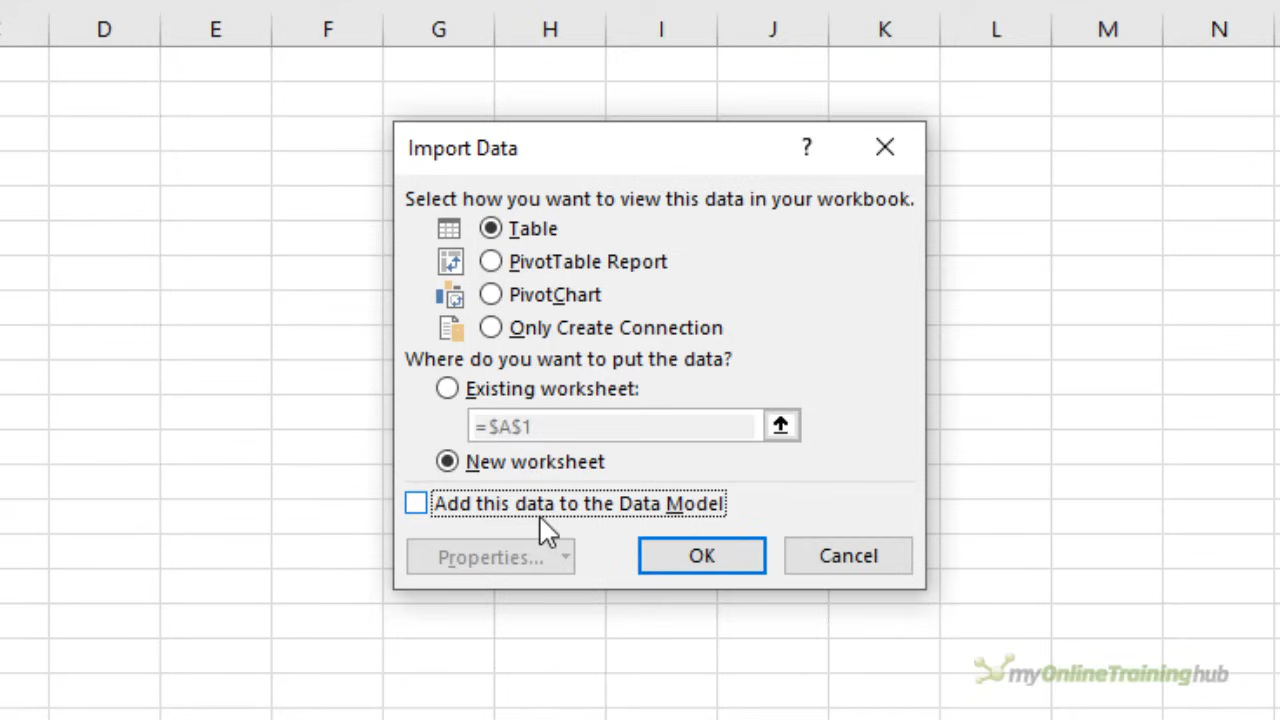 D E F G H I J K L M N
Import Data ? 
Select how you want to view this data in your workbook.
Table
PivotTable Report
PivotChart
Only Create Connection
Where do you want to put the data?
Existing worksheet:
=$A$1
New worksheet
Add this data to the Data Model
Properties...
OK Cancel
myOnlineTraininghub